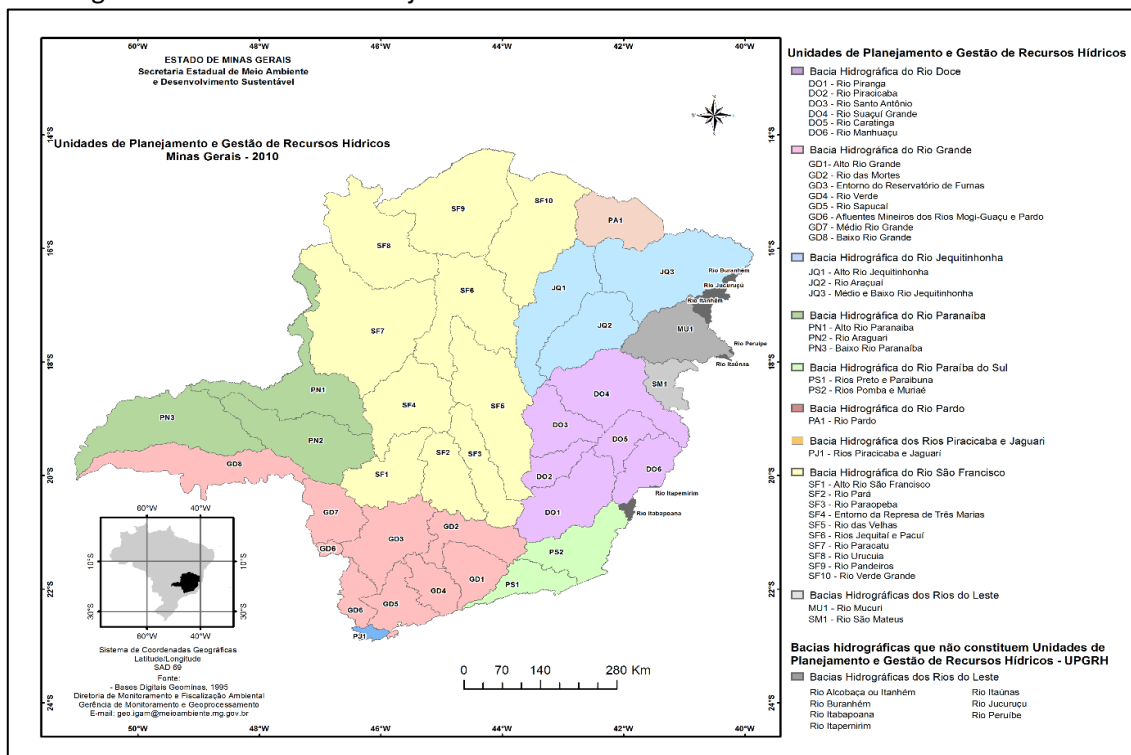 50°W 48°W 46°W 44°W 42°W 40°W
ESTADO DE MINAS GERAIS
Secretaria Estadual de Meio Ambiente
e Desenvolvimento Sustentável
Unidades de Planejamento e Gestão de Recursos Hídricos
Minas Gerais - 2010
14°S
16°S
18°S
20°S
22°S
24°S
14°S
16°S
18°S
20°S
22°S
24°S
SF9
SF10
PA1
SF8
JQ3
Rio Buranhém
Rio Jucuruçu
Rio Itanhém
SF6
JQ1
SF7
JQ2
MU1
Rio Peruípe
Rio Itaúnas
PN1
SM1
DO4
SF4
SF5
PN3
PN2
DO3
DO5
SF2
SF3
GD8
SF1
DO2
DO6
Rio Itapemirim
GD7
DO1
Rio Itabapoana
GD2
GD3
GD6
PS2
GD1
PS1
GD4
GD5
GD6
PJ1
60°W 40°W
10°S
30°S
10°S
30°S
60°W 40°W
Sistema de Coordenadas Geográficas
Latitude/Longitude
SAD 69
Fonte:
- Bases Digitais Geominas, 1995
Diretoria de Monitoramento e Fiscalização Ambiental
Gerência de Monitoramento e Geoprocessamento
E-mail: geo.igam@meioambiente.mg.gov.br
0 70 140 280 Km
50°W 48°W 46°W 44°W 42°W 40°W
Unidades de Planejamento e Gestão de Recursos Hídricos
Bacia Hidrográfica do Rio Doce
DO1 - Rio Piranga
DO2 - Rio Piracicaba
DO3 - Rio Santo Antônio
DO4 - Rio Suaçuí Grande
DO5 - Rio Caratinga
DO6 - Rio Manhuaçu
Bacia Hidrográfica do Rio Grande
GD1- Alto Rio Grande
GD2 - Rio das Mortes
GD3 - Entorno do Reservatório de Furnas
GD4 - Rio Verde
GD5 - Rio Sapucaí
GD6 - Afluentes Mineiros dos Rios Mogi-Guaçu e Pardo
GD7 - Médio Rio Grande
GD8 - Baixo Rio Grande
Bacia Hidrográfica do Rio Jequitinhonha
JQ1 - Alto Rio Jequitinhonha
JQ2 - Rio Araçuaí
JQ3 - Médio e Baixo Rio Jequitinhonha
Bacia Hidrográfica do Rio Paranaíba
PN1 - Alto Rio Paranaíba
PN2 - Rio Araguari
PN3 - Baixo Rio Paranaíba
Bacia Hidrográfica do Rio Paraíba do Sul
PS1 - Rios Preto e Paraibuna
PS2 - Rios Pomba e Muriaé
Bacia Hidrográfica do Rio Pardo
PA1 - Rio Pardo
Bacia Hidrográfica dos Rios Piracicaba e Jaguari
PJ1 - Rios Piracicaba e Jaguarí
Bacia Hidrográfica do Rio São Francisco
SF1 - Alto Rio São Francisco
SF2 - Rio Pará
SF3 - Rio Paraopeba
SF4 - Entorno da Represa de Três Marias
SF5 - Rio das Velhas
SF6 - Rios Jequitaí e Pacuí
SF7 - Rio Paracatu
SF8 - Rio Urucuia
SF9 - Rio Pandeiros
SF10 - Rio Verde Grande
Bacias Hidrográficas dos Rios do Leste
MU1 - Rio Mucuri
SM1 - Rio São Mateus
Bacias hidrográficas que não constituem Unidades de
Planejamento e Gestão de Recursos Hídricos - UPGRH
Bacias Hidrográficas dos Rios do Leste
Rio Alcobaça ou Itanhém Rio Itaúnas
Rio Buranhém Rio Jucuruçu
Rio Itabapoana Rio Peruíbe
Rio Itapemirim